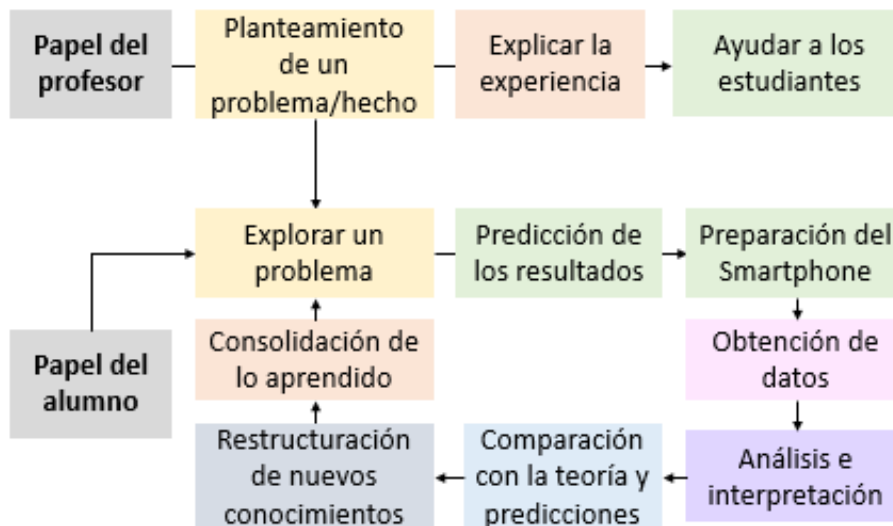 Papel del
profesor
Planteamiento
de un
problema/hecho
Explicar la
experiencia
Ayudar a los
estudiantes
Explorar un
problema
Predicción de
los resultados
Preparación del
Smartphone
Papel del
alumno
Consolidación de
lo aprendido
Obtención de
datos
Restructuración
de nuevos
conocimientos
Comparación
con la teoría y
predicciones
Análisis e
interpretación